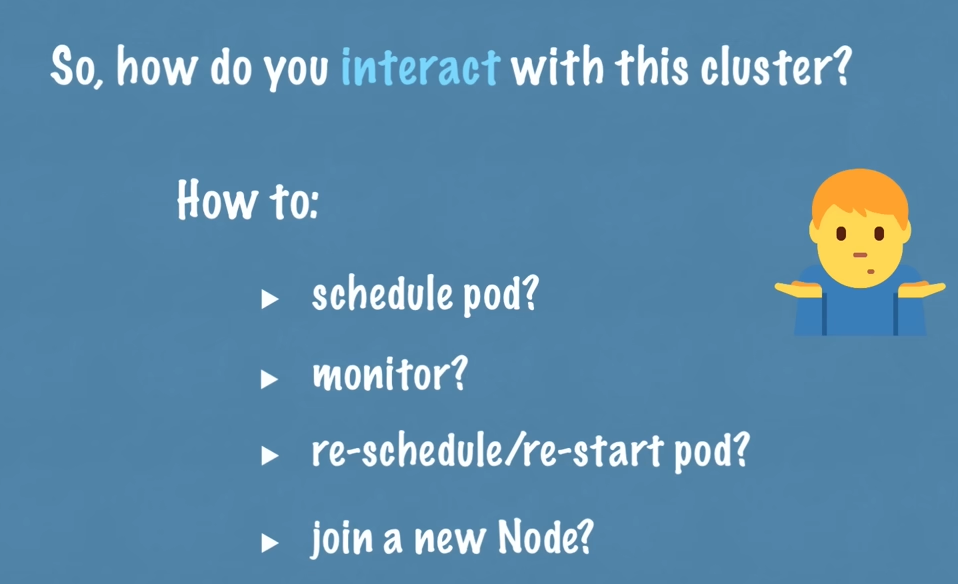 So, how do you interact with this cluster?
How to:
▸ schedule pod?
▸ monitor?
▸ re-schedule/re-start pod?
▸ join a new Node?